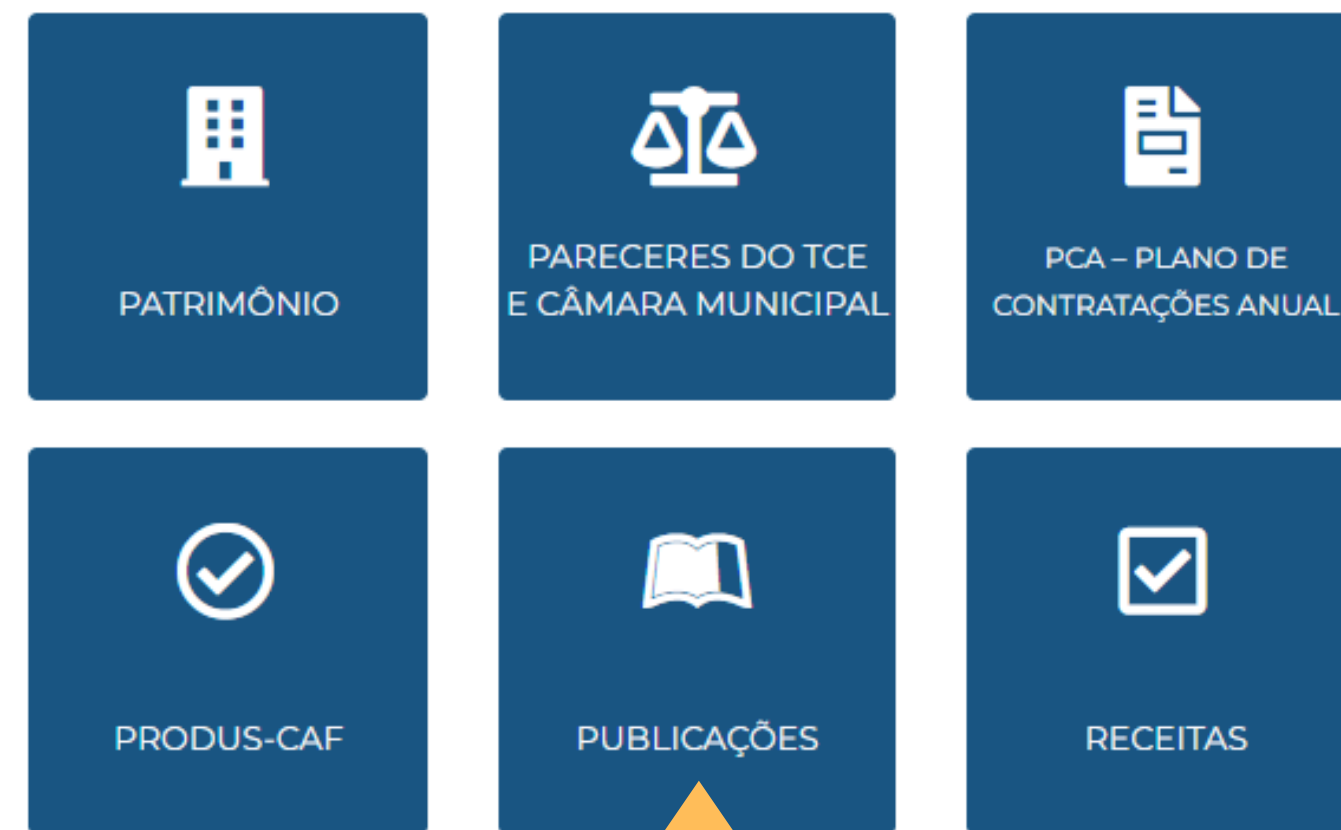 PATRIMÔNIO
PARECERES DO TCE
E CÂMARA MUNICIPAL
PCA – PLANO DE
CONTRATAÇÕES ANUAL
PRODUS-CAF
PUBLICAÇÕES
RECEITAS